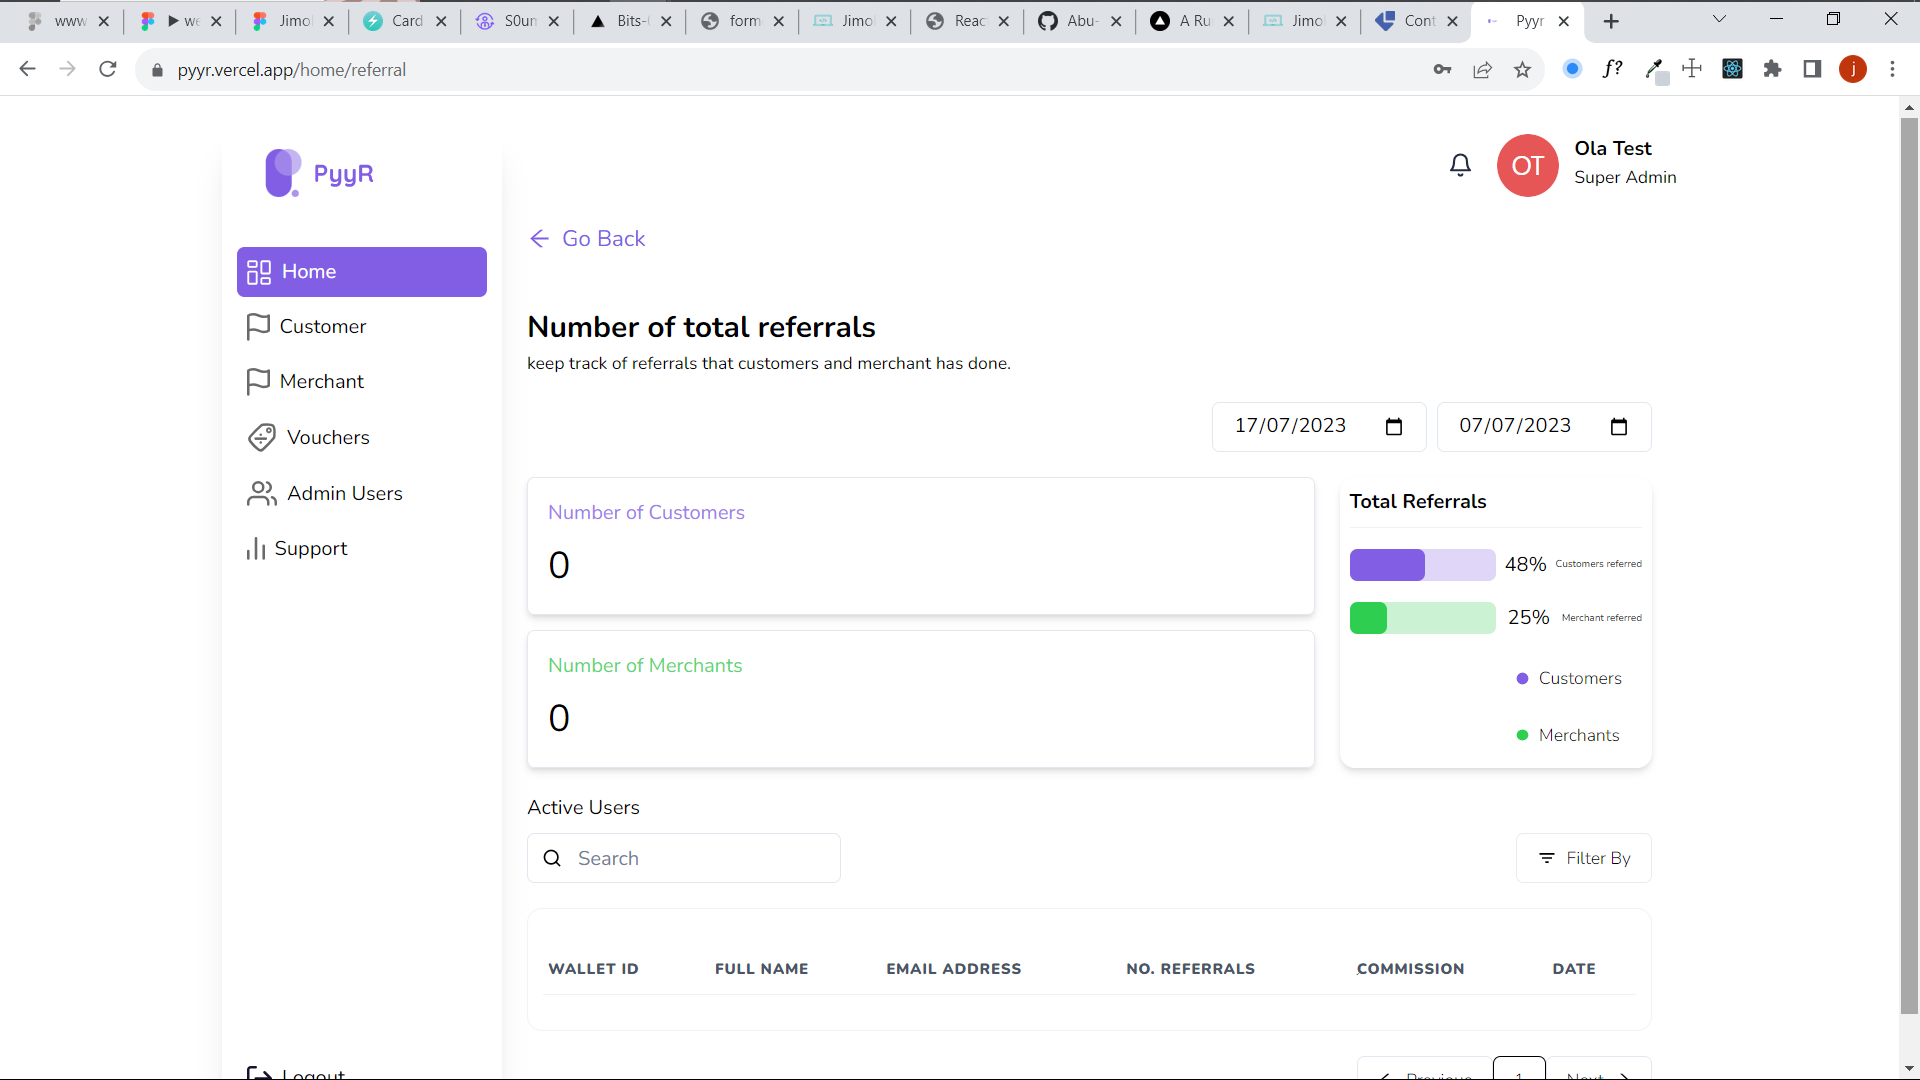 www
we
Jimo
Card
S0un
Bits-
form
Jimo
Reac
Abu-
A Ru
Jimo
Cont
Pyyr
pyyr.vercel.app/home/referral
f?
j
PyyR
OT
Ola Test
Super Admin
Go Back
Home
Customer
Merchant
Vouchers
Admin Users
Support
Logout
Number of total referrals
keep track of referrals that customers and merchant has done.
17/07/2023
07/07/2023
Number of Customers
0
Number of Merchants
0
Total Referrals
48% Customers referred
25% Merchant referred
Customers
Merchants
Active Users
Search
Filter By
WALLET ID FULL NAME EMAIL ADDRESS NO. REFERRALS COMMISSION DATE
Previous 1 Next